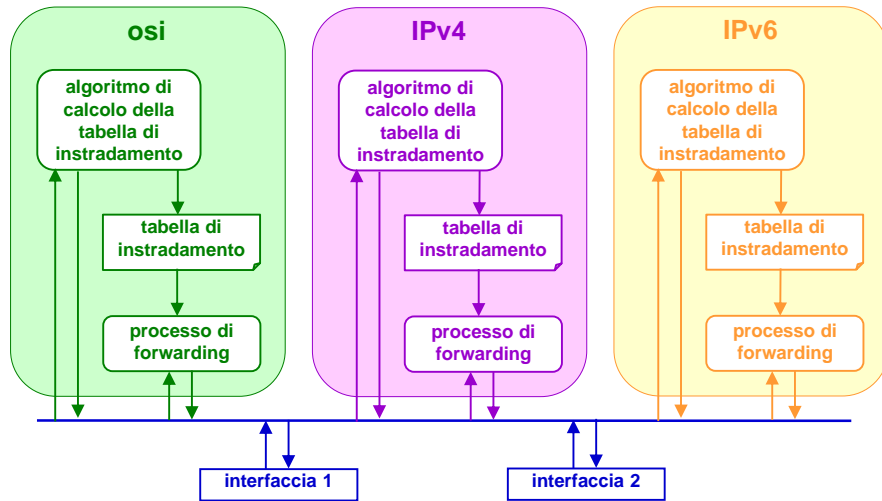 osi
algoritmo di
calcolo della
tabella di
instradamento
tabella di
instradamento
processo di
forwarding
IPv4
algoritmo di
calcolo della
tabella di
instradamento
tabella di
instradamento
processo di
forwarding
IPv6
algoritmo di
calcolo della
tabella di
instradamento
tabella di
instradamento
processo di
forwarding
interfaccia 1
interfaccia 2